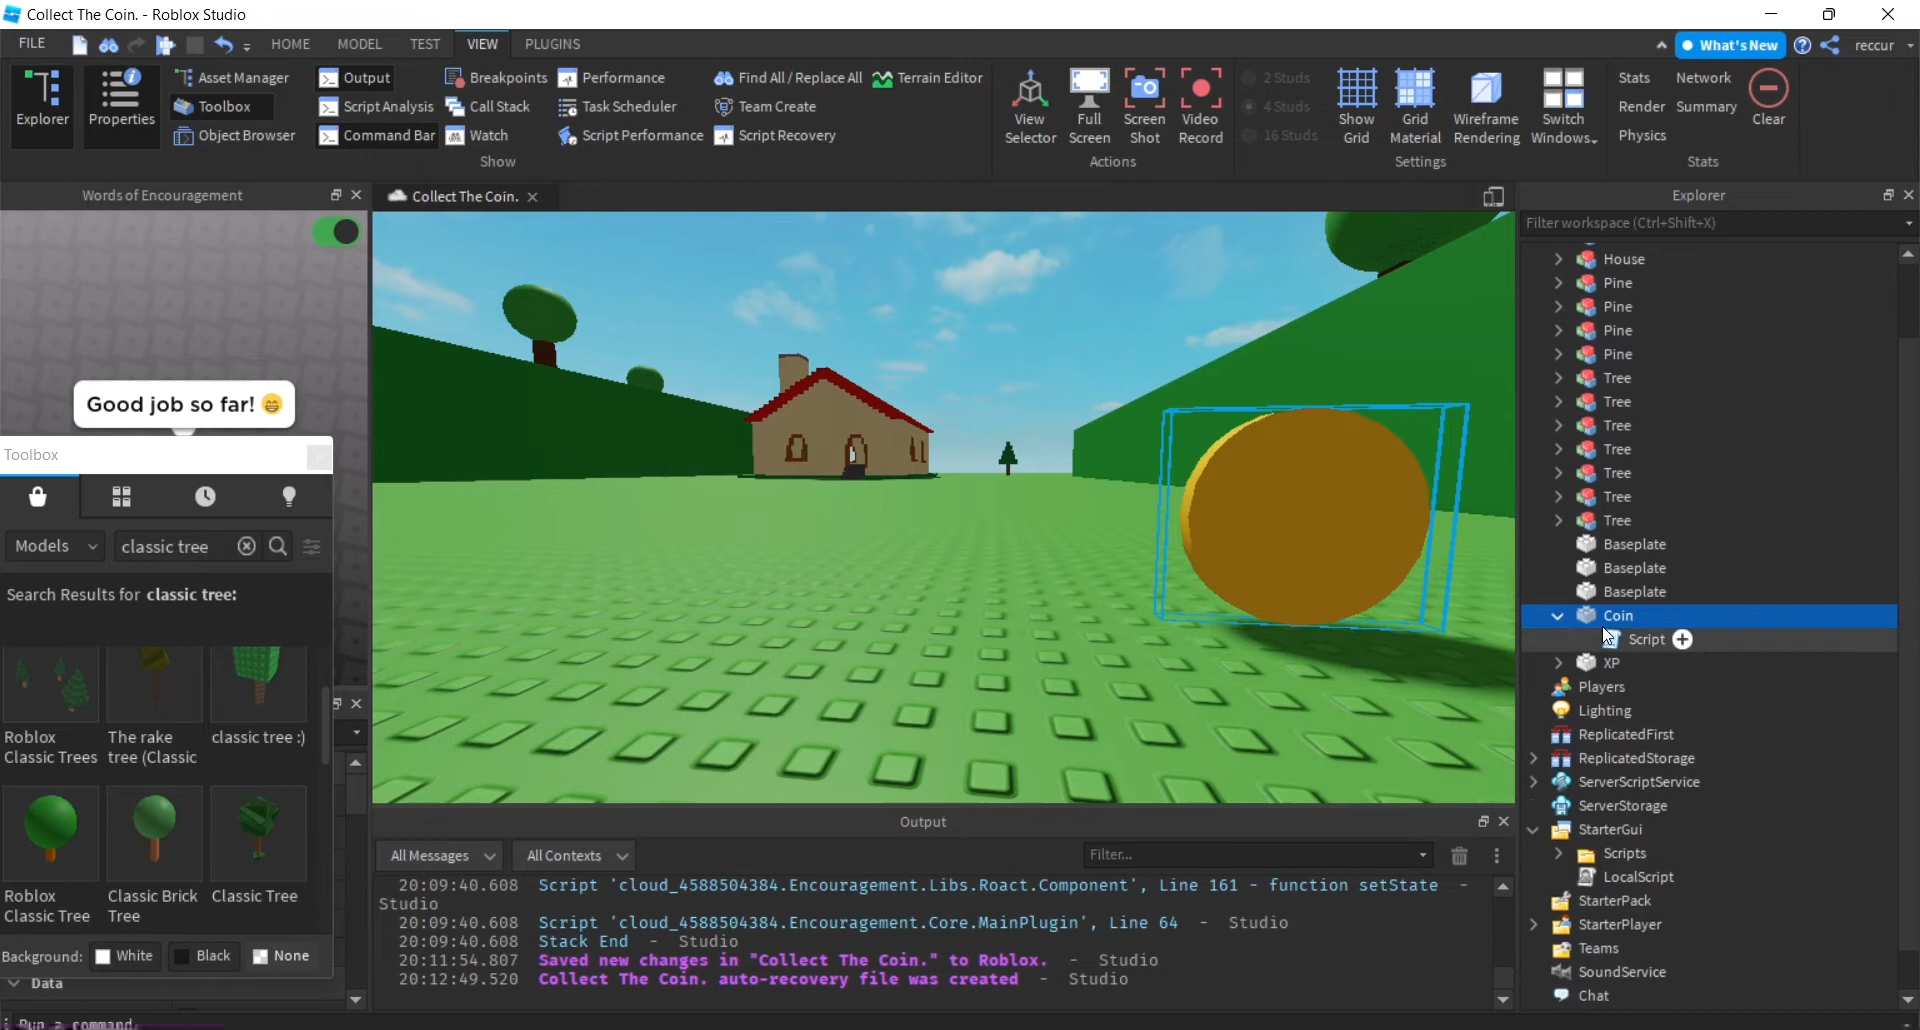 Collect The Coin. - Roblox Studio
FILE
HOME
MODEL
TEST
VIEW
PLUGINS
What's New
reccur
Explorer
Properties
Asset Manager
Toolbox
Object Browser
Output
Script Analysis
Command Bar
Breakpoints
Call Stack
Watch
Performance
Task Scheduler
Script Performance
Find All / Replace All
Team Create
Script Recovery
Terrain Editor
Show
View
Selector
Full
Screen
Screen
Shot
Video
Record
Actions
2 Studs
4 Studs
16 Studs
Show
Grid
Grid
Material
Wireframe
Rendering
Switch
Windows
Settings
Stats
Network
Render
Summary
Physics
Clear
Stats
Words of Encouragement
Good job so far!
Toolbox
Models
classic tree
Search Results for classic tree:
Roblox
Classic Trees
The rake
tree (Classic
classic tree :)
Roblox
Classic Tree
Classic Brick
Tree
Classic Tree
Background:
White
Black
None
Data
Run a command
Collect The Coin.
Output
All Messages
All Contexts
Filter...
20:09:40.608 Script 'cloud_4588504384.Encouragement.Libs.Roact.Component', Line 161 - function setState -
Studio
20:09:40.608 Script 'cloud_4588504384.Encouragement.Core.MainPlugin', Line 64 - Studio
20:09:40.608 Stack End - Studio
20:11:54.807 Saved new changes in "Collect The Coin." to Roblox. - Studio
20:12:49.520 Collect The Coin. auto-recovery file was created - Studio
Explorer
Filter workspace (Ctrl+Shift+X)
House
Pine
Pine
Pine
Pine
Tree
Tree
Tree
Tree
Tree
Tree
Tree
Baseplate
Baseplate
Baseplate
Coin
Script
XP
Players
Lighting
ReplicatedFirst
ReplicatedStorage
ServerScriptService
ServerStorage
StarterGui
Scripts
LocalScript
StarterPack
StarterPlayer
Teams
SoundService
Chat